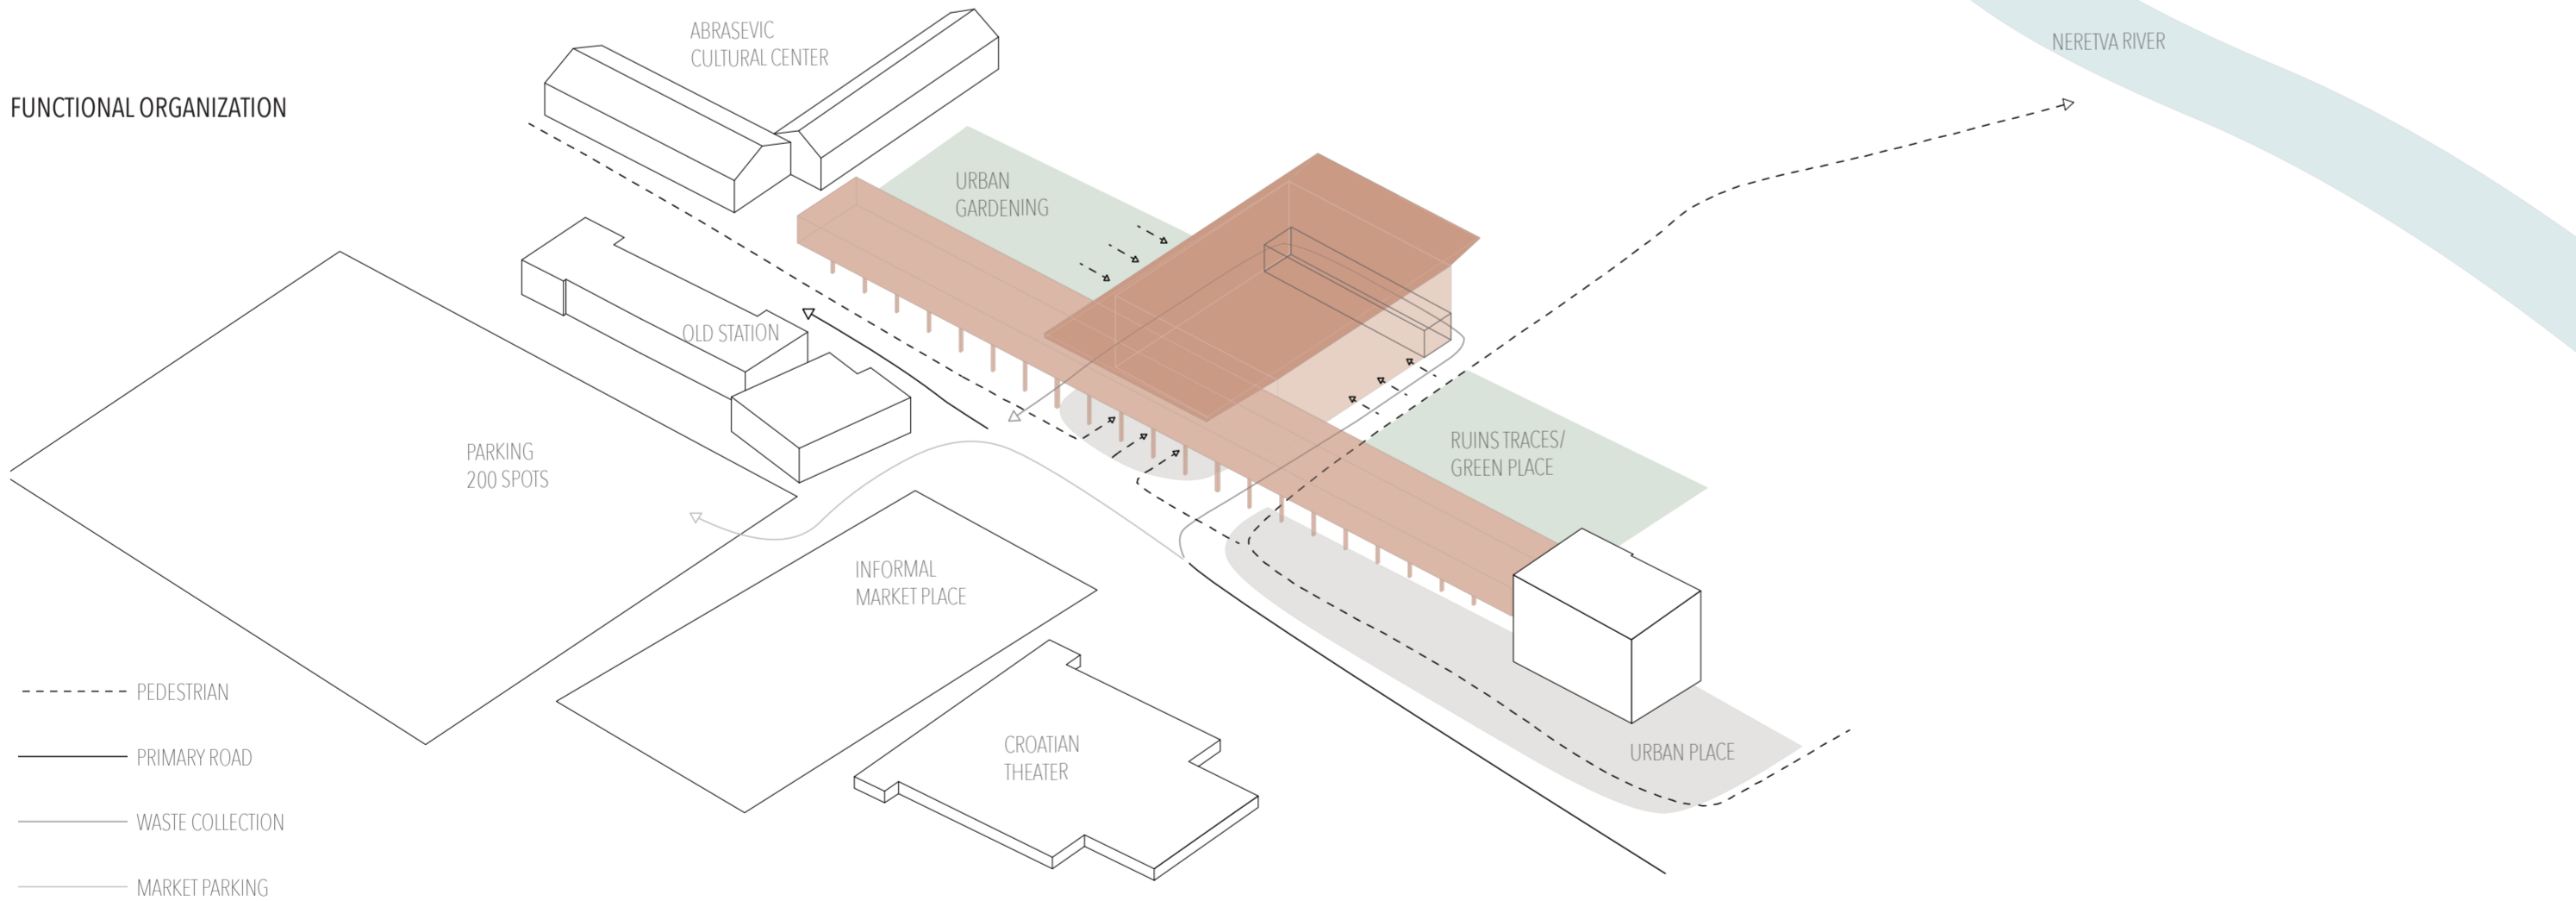 FUNCTIONAL ORGANIZATION
ABRASEVIC
CULTURAL CENTER
NERETVA RIVER
URBAN
GARDENING
OLD STATION
PARKING
200 SPOTS
RUINS TRACES/
GREEN PLACE
INFORMAL
MARKET PLACE
CROATIAN
THEATER
URBAN PLACE
PEDESTRIAN
PRIMARY ROAD
WASTE COLLECTION
MARKET PARKING